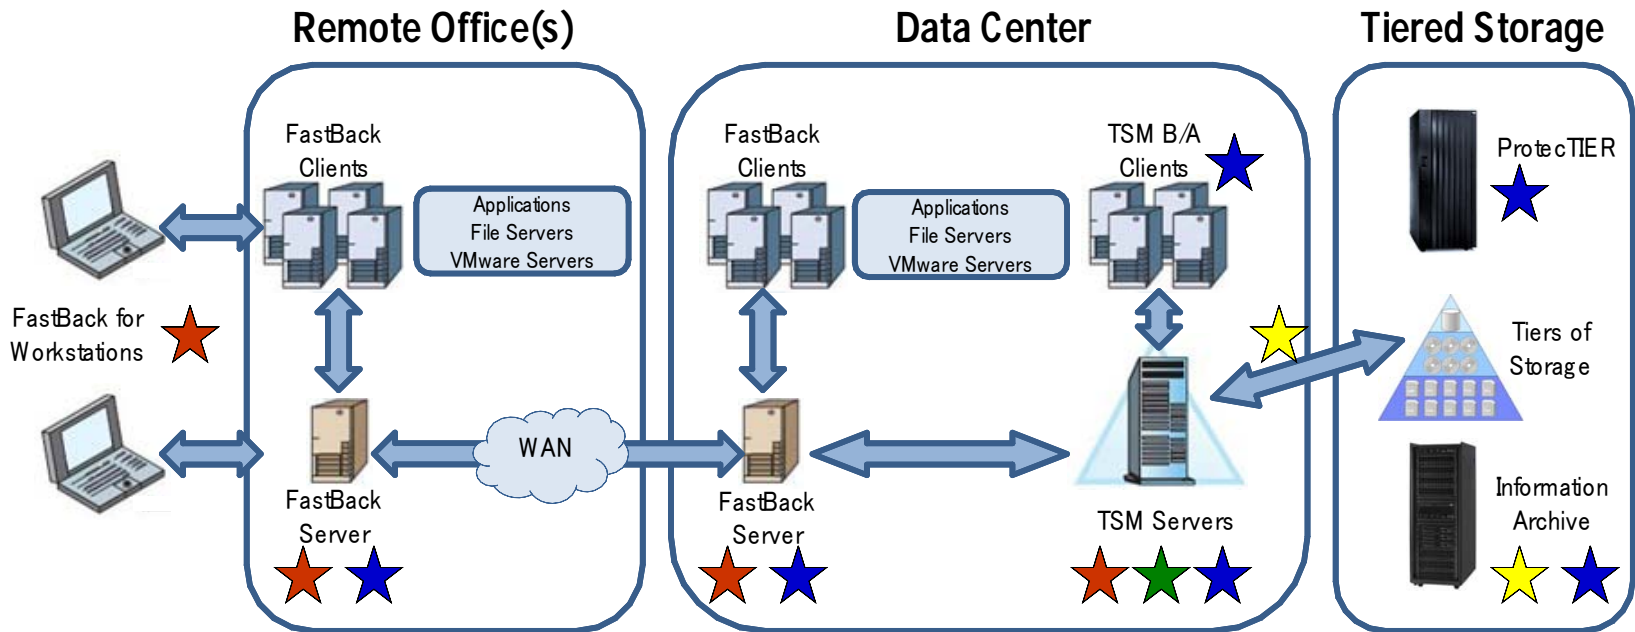 Remote Office(s)
Data Center
Tiered Storage
FastBack
Clients
Applications
File Servers
VMware Servers
FastBack for
Workstations
FastBack
Server
WAN
FastBack
Clients
Applications
File Servers
VMware Servers
TSM B/A
Clients
FastBack
Server
TSM Servers
ProtecTIER
Tiers of
Storage
Information
Archive